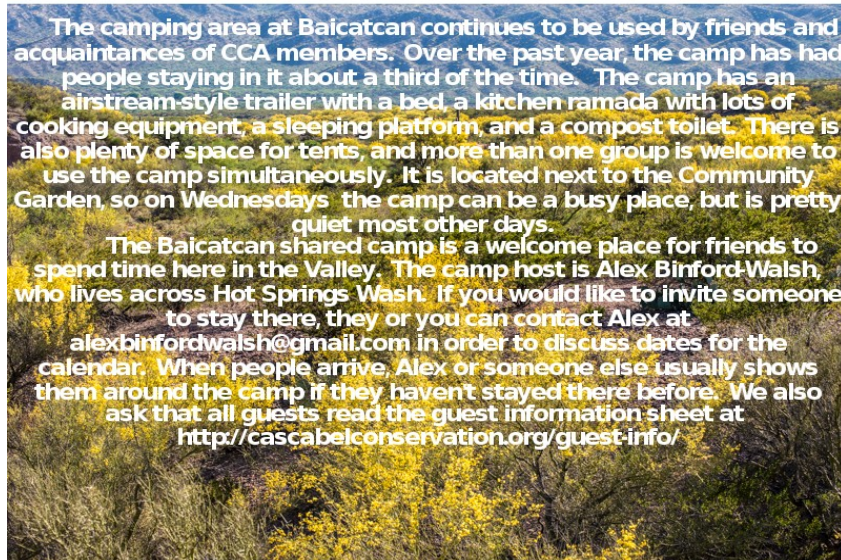 The camping area at Baicatcan continues to be used by friends and
acquaintances of CCA members. Over the past year, the camp has had
people staying in it about a third of the time. The camp has an
airstream-style trailer with a bed, a kitchen ramada with lots of
cooking equipment, a sleeping platform, and a compost toilet. There is
also plenty of space for tents, and more than one group is welcome to
use the camp simultaneously. It is located next to the Community
Garden, so on Wednesdays the camp can be a busy place, but is pretty
quiet most other days.
The Baicatcan shared camp is a welcome place for friends to
spend time here in the Valley. The camp host is Alex Binford-Walsh,
who lives across Hot Springs Wash. If you would like to invite someone
to stay there, they or you can contact Alex at
alexbinfordwalsh@gmail.com in order to discuss dates for the
calendar. When people arrive, Alex or someone else usually shows
them around the camp if they haven't stayed there before. We also
ask that all guests read the guest information sheet at
http://cascabelconservation.org/guest-info/